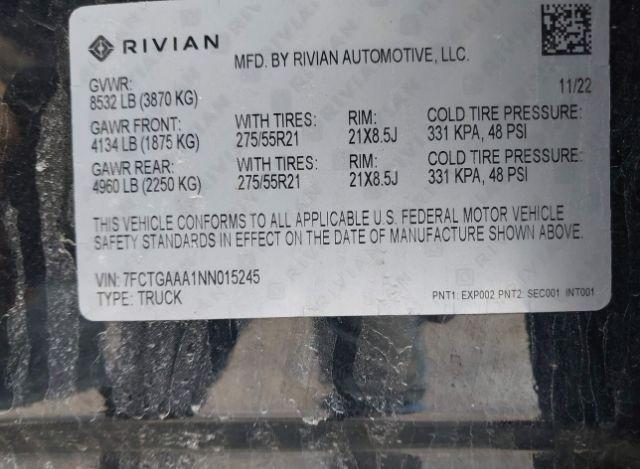 RIVIAN
MFD. BY RIVIAN AUTOMOTIVE, LLC.
GVWR:
8532 LB (3870 KG)
11/22
GAWR FRONT: WITH TIRES: RIM: COLD TIRE PRESSURE:
4134 LB (1875 KG) 275/55R21 21X8.5J 331 KPA, 48 PSI
GAWR REAR: WITH TIRES: RIM: COLD TIRE PRESSURE:
4960 LB (2250 KG) 275/55R21 21X8.5J 331 KPA, 48 PSI
THIS VEHICLE CONFORMS TO ALL APPLICABLE U.S. FEDERAL MOTOR VEHICLE
SAFETY STANDARDS IN EFFECT ON THE DATE OF MANUFACTURE SHOWN ABOVE.
VIN: 7FCTGAAA1NN015245
TYPE: TRUCK
PNT1: EXP002 PNT2: SEC001 INT001